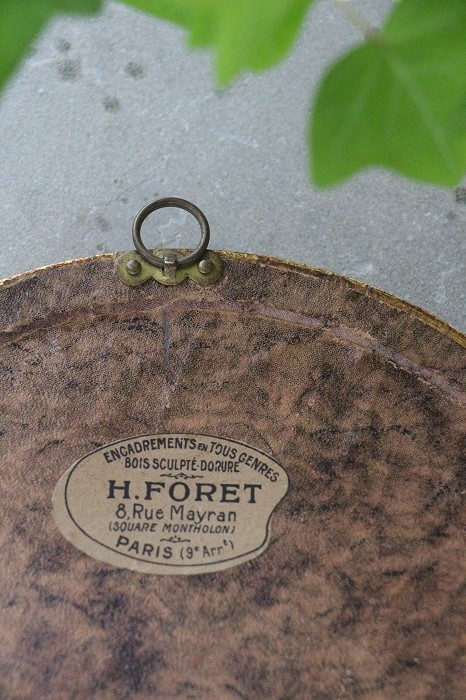 ENCADREMENTS EN TOUS GENRES
BOIS SCULPTÉ-DORURE
H. FORET
8, Rue Mayran
(SQUARE MONTHOLON)
PARIS (9e Arrt)